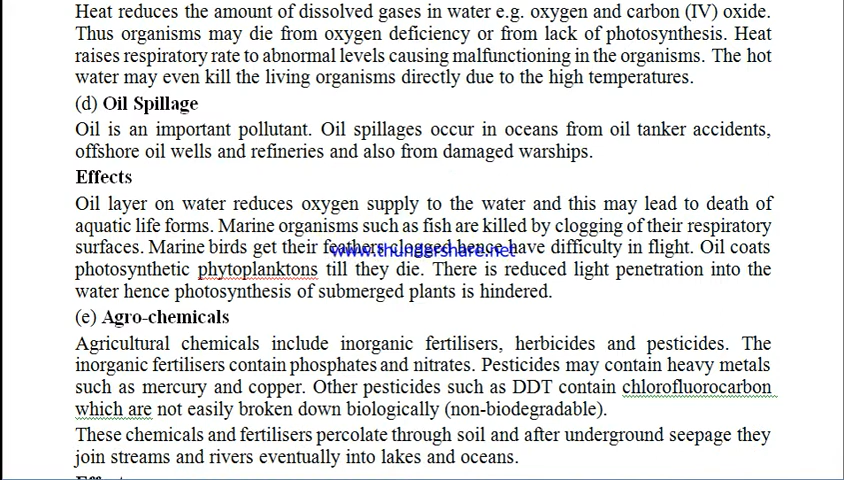 Heat reduces the amount of dissolved gases in water e.g. oxygen and carbon (IV) oxide.
Thus organisms may die from oxygen deficiency or from lack of photosynthesis. Heat
raises respiratory rate to abnormal levels causing malfunctioning in the organisms. The hot
water may even kill the living organisms directly due to the high temperatures.
(d) Oil Spillage
Oil is an important pollutant. Oil spillages occur in oceans from oil tanker accidents,
offshore oil wells and refineries and also from damaged warships.
Effects
Oil layer on water reduces oxygen supply to the water and this may lead to death of
aquatic life forms. Marine organisms such as fish are killed by clogging of their respiratory
surfaces. Marine birds get their feathers clogged hence have difficulty in flight. Oil coats
www.thundershare.net
photosynthetic phytoplanktons till they die. There is reduced light penetration into the
water hence photosynthesis of submerged plants is hindered.
(e) Agro-chemicals
Agricultural chemicals include inorganic fertilisers, herbicides and pesticides. The
inorganic fertilisers contain phosphates and nitrates. Pesticides may contain heavy metals
such as mercury and copper. Other pesticides such as DDT contain chlorofluorocarbon
which are not easily broken down biologically (non-biodegradable).
These chemicals and fertilisers percolate through soil and after underground seepage they
join streams and rivers eventually into lakes and oceans.